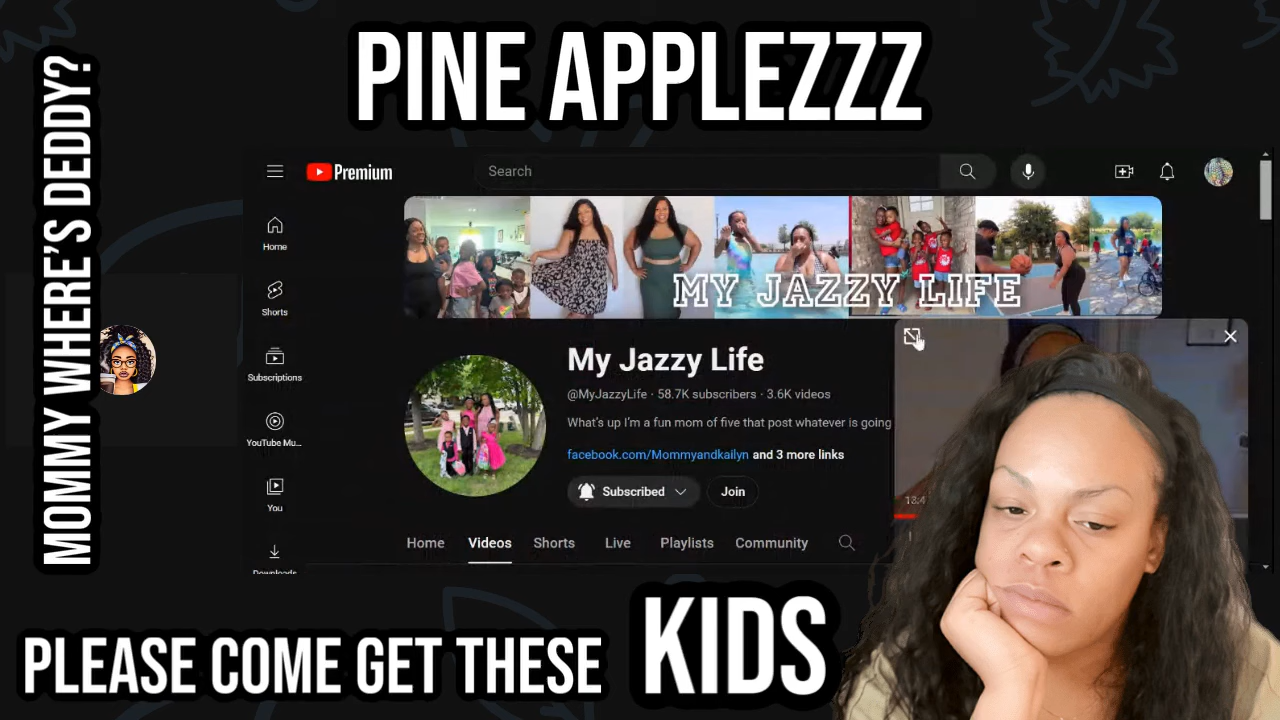 PINE APPLEZZZ
MOMMY WHERE'S DEDDY?
Premium
Search
MY JAZZY LIFE
Home
Shorts
Subscriptions
YouTube Mu...
You
Downloads
My Jazzy Life
@MyJazzyLife · 58.7K subscribers · 3.6K videos
What's up I'm a fun mom of five that post whatever is going
facebook.com/Mommyandkailyn and 3 more links
Subscribed Join
Home Videos Shorts Live Playlists Community
PLEASE COME GET THESE KIDS